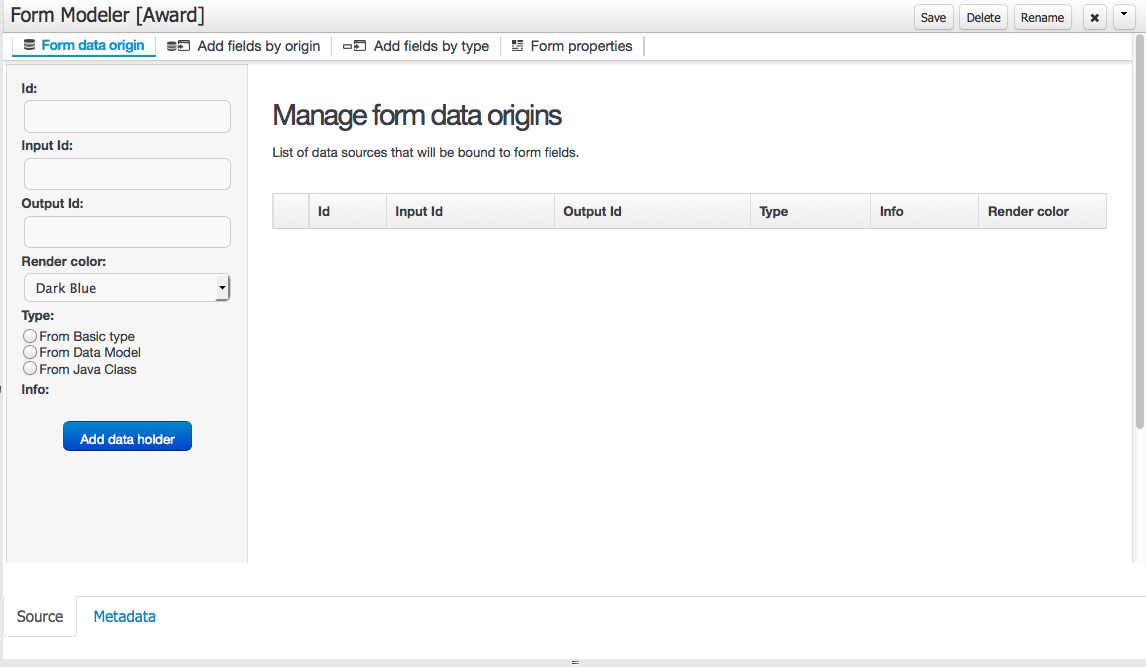 Form Modeler [Award]
Save Delete Rename
Form data origin Add fields by origin Add fields by type Form properties
Id:
Input Id:
Output Id:
Render color:
Dark Blue
Type:
From Basic type
From Data Model
From Java Class
Info:
Add data holder
Manage form data origins
List of data sources that will be bound to form fields.
Id Input Id Output Id Type Info Render color
Source Metadata